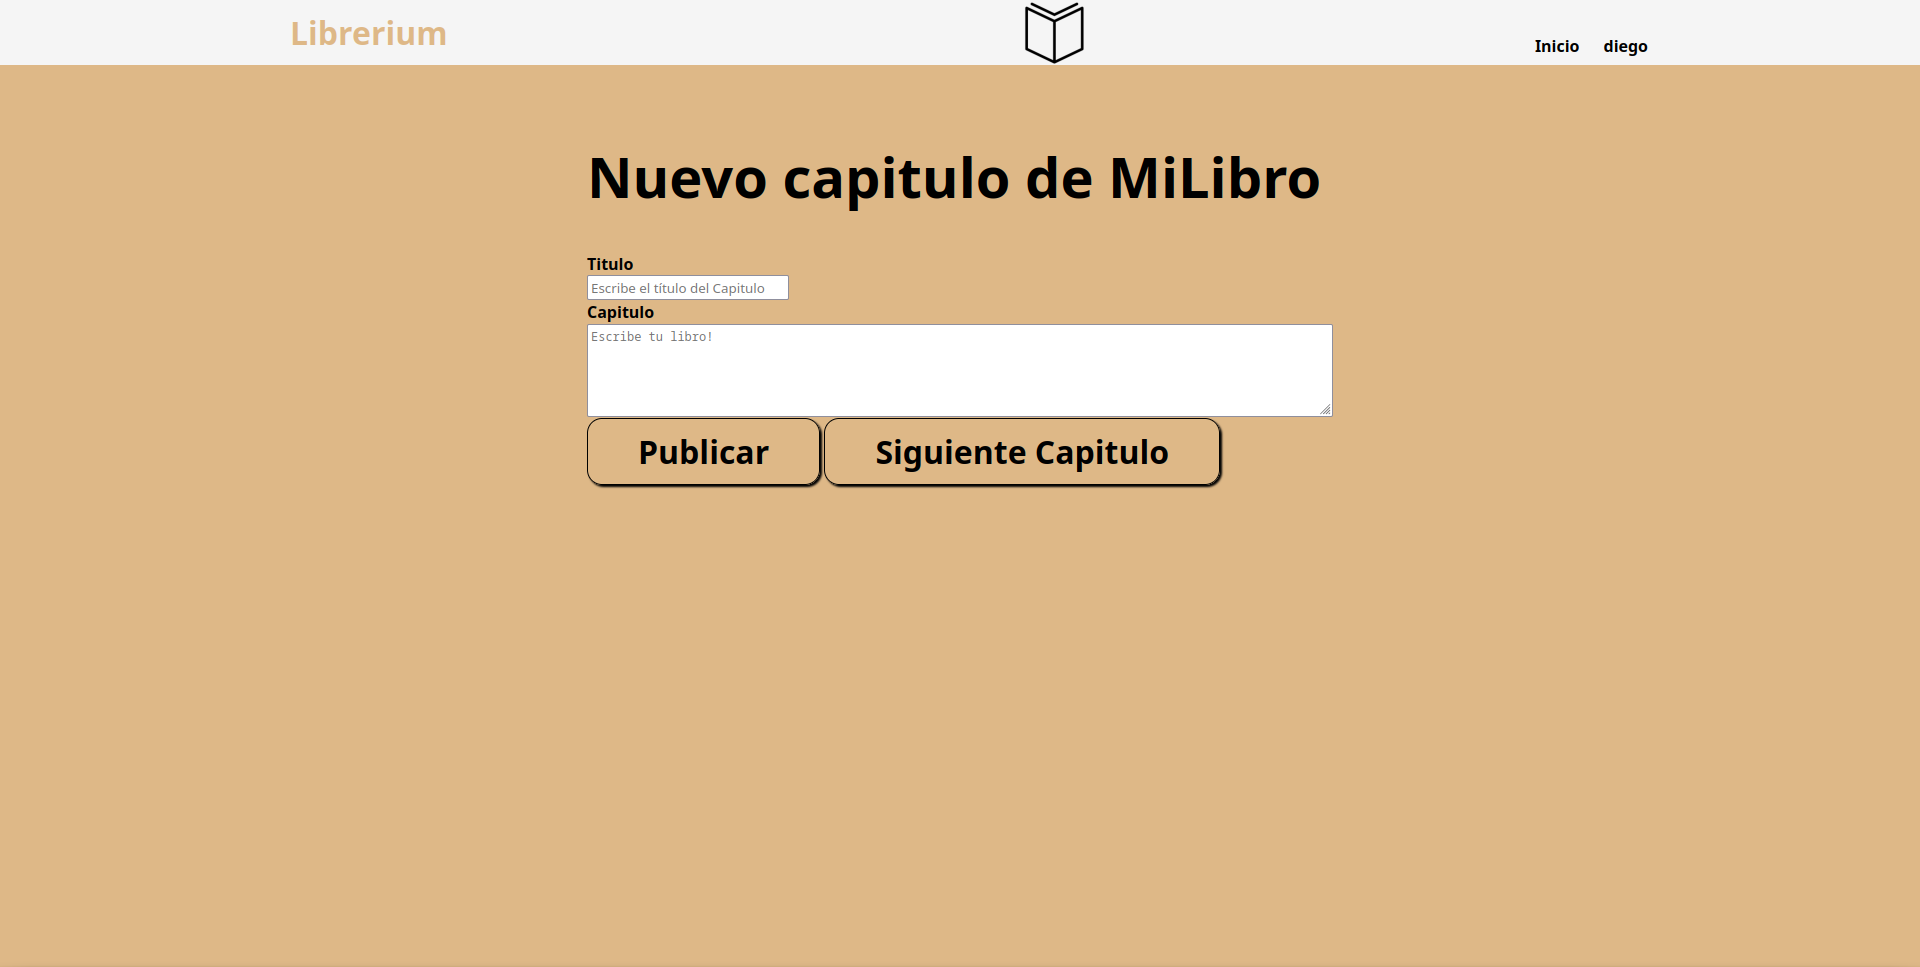 Librerium
Inicio diego
Nuevo capitulo de MiLibro
Titulo
Escribe el título del Capitulo
Capitulo
Escribe tu libro!
Publicar Siguiente Capitulo